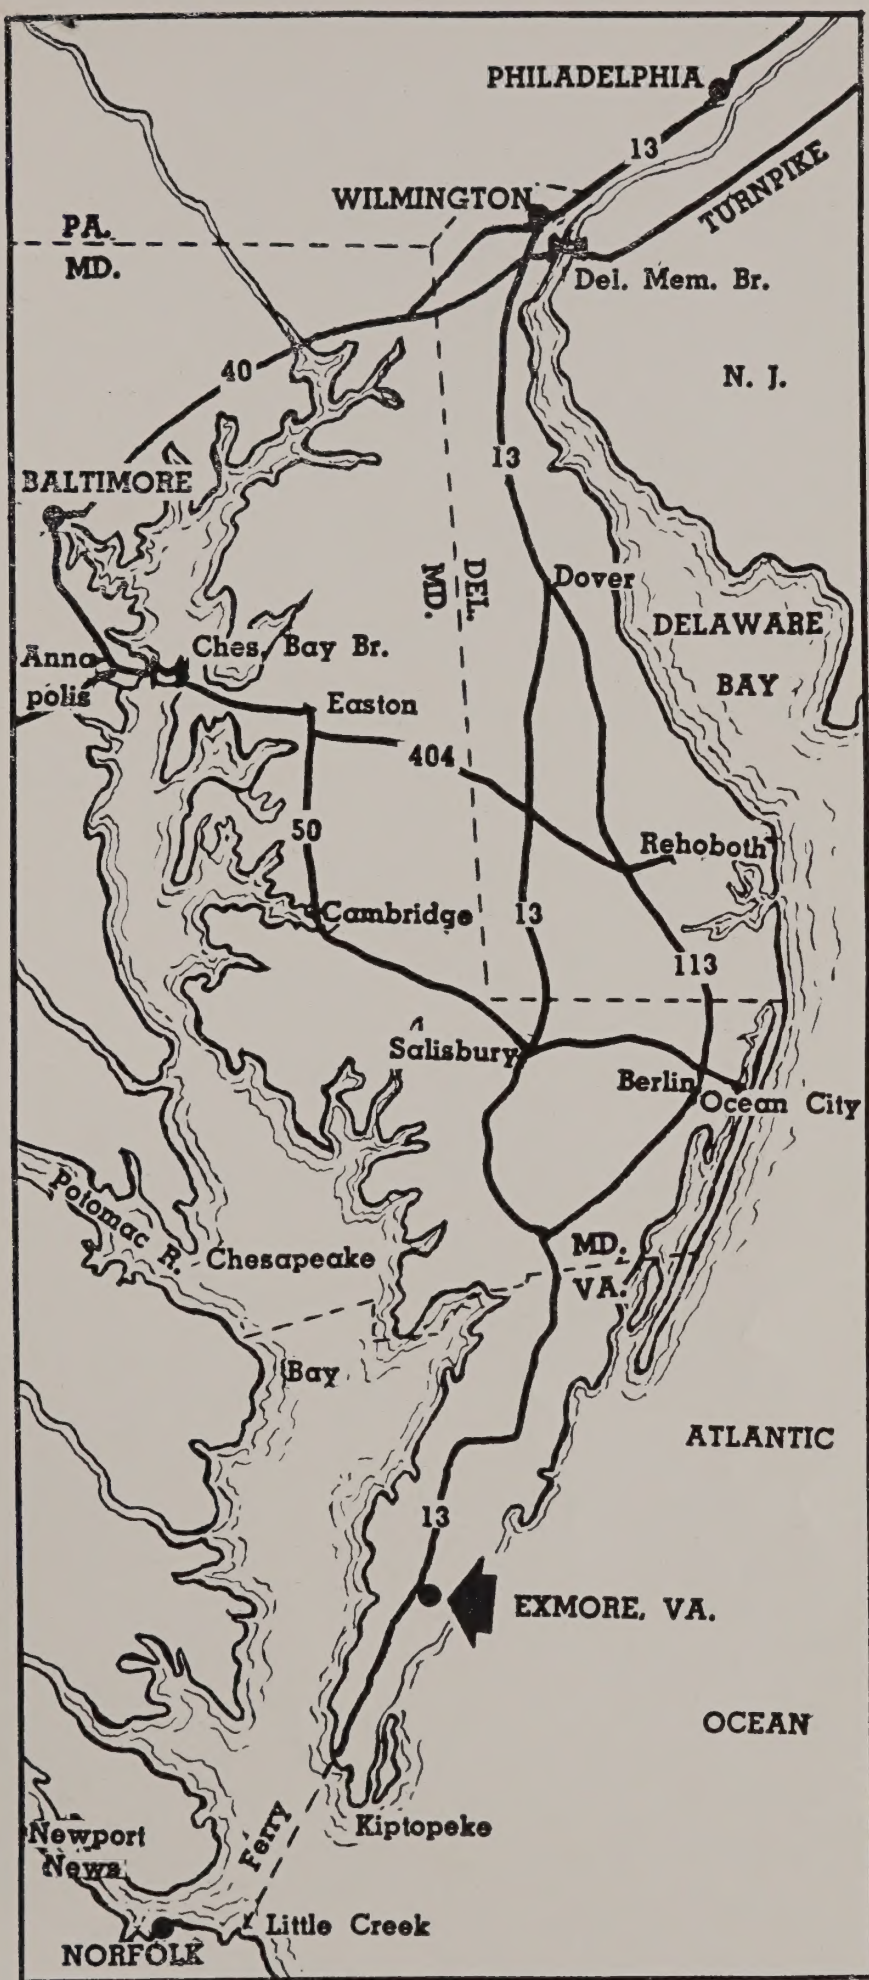 PHILADELPHIA
13
WILMINGTON
TURNPIKE
PA.
MD.
Del. Mem. Br.
N. J.
40
13
BALTIMORE
DEL.
MD.
Dover
DELAWARE
BAY
Ches. Bay Br.
Anna
polis
Easton
404
50
Rehoboth
Cambridge
13
113
Salisbury
Berlin
Ocean City
Potomac R.
Chesapeake
Bay
MD.
VA.
ATLANTIC
13
EXMORE, VA.
OCEAN
Ferry
Kiptopeke
Newport
News
Little Creek
NORFOLK